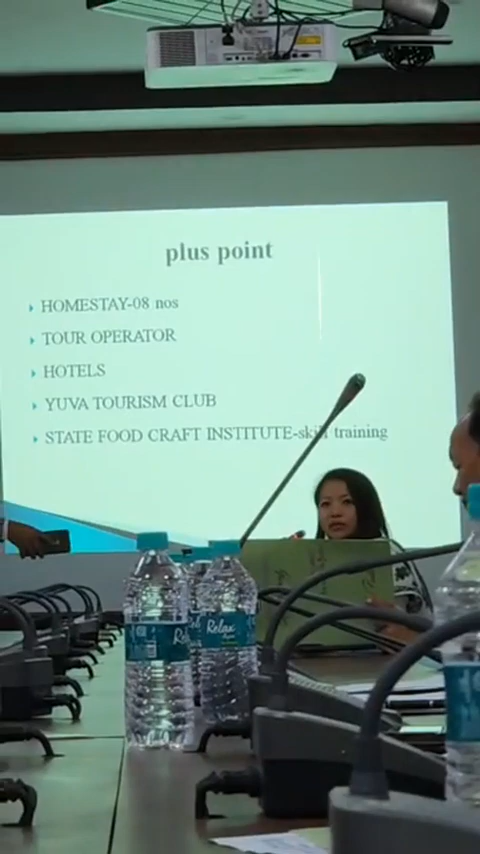 plus point
HOMESTAY-08 nos
TOUR OPERATOR
HOTELS
YUVA TOURISM CLUB
STATE FOOD CRAFT INSTITUTE-skill training
Relax